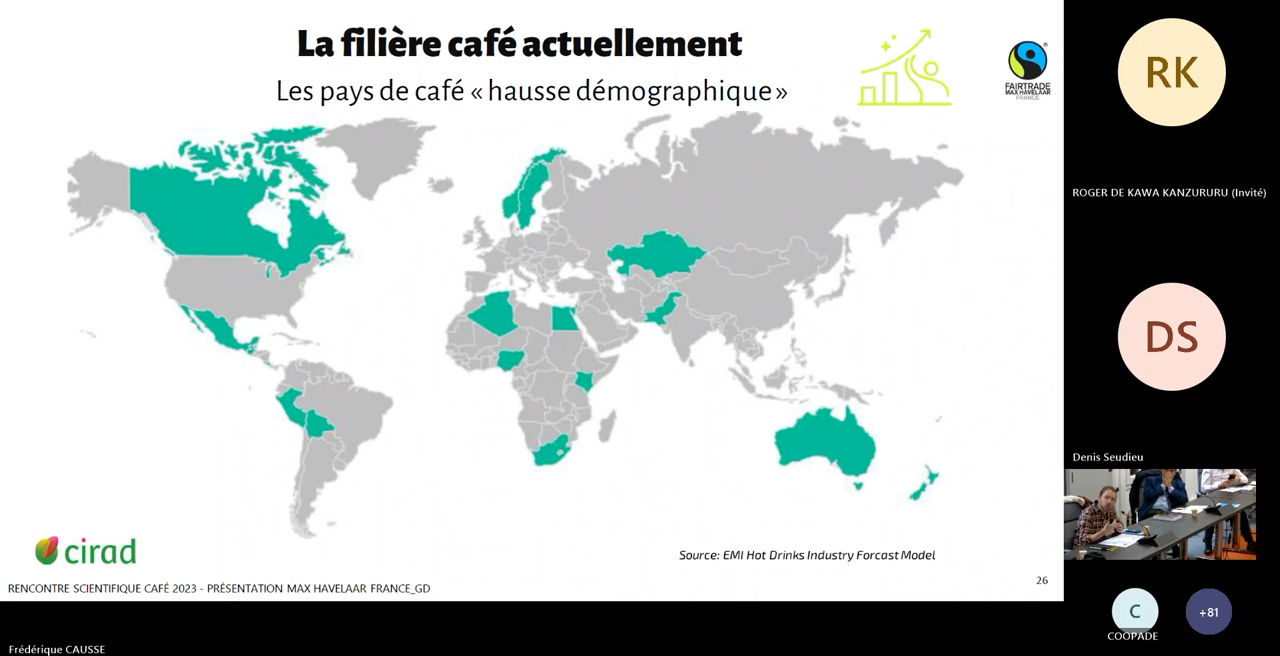 La filière café actuellement
Les pays de café « hausse démographique »
FAIRTRADE
MAX HAVELAAR
FRANCE
cirad
Source: EMI Hot Drinks Industry Forcast Model
26
RENCONTRE SCIENTIFIQUE CAFÉ 2023 - PRÉSENTATION MAX HAVELAAR FRANCE_GD
Frédérique CAUSSE
RK
ROGER DE KAWA KANZURURU (Invité)
DS
Denis Seudieu
C
COOPADE
+81